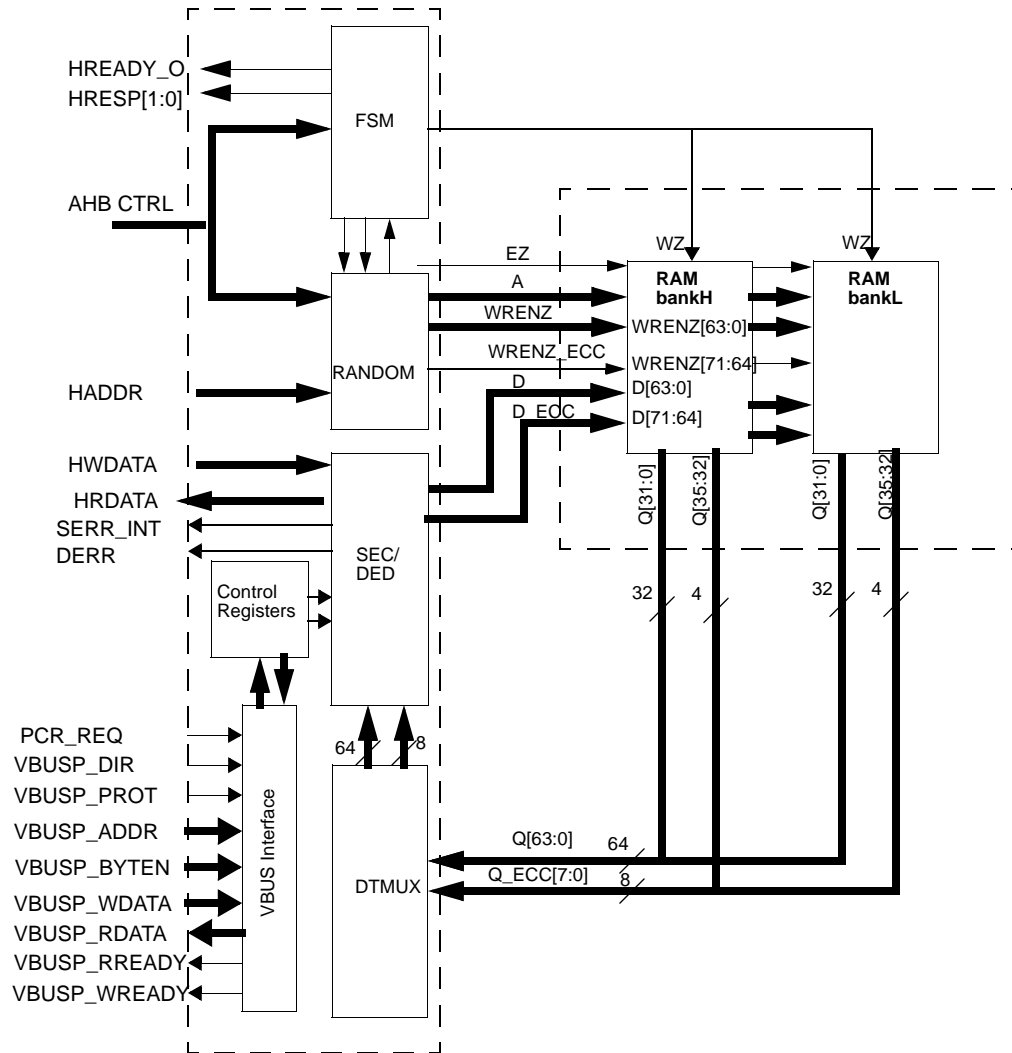 HREADY_O
HRESP[1:0]
FSM
AHB CTRL
WZ
WZ
EZ
A
WRENZ
WRENZ_ECC
D
D_ECC
RAM
bankH
WRENZ[63:0]
WRENZ[71:64]
D[63:0]
D[71:64]
RAM
bankL
RANDOM
HADDR
HWDATA
HRDATA
SERR_INT
DERR
SEC/
DED
Q[31:0]
Q[35:32]
Q[31:0]
Q[35:32]
Control
Registers
32
4
32
4
PCR_REQ
VBUSP_DIR
VBUSP_PROT
VBUSP_ADDR
VBUSP_BYTEN
VBUSP_WDATA
VBUSP_RDATA
VBUSP_RREADY
VBUSP_WREADY
VBUS Interface
64
8
DTMUX
Q[63:0]
64
Q_ECC[7:0]
8